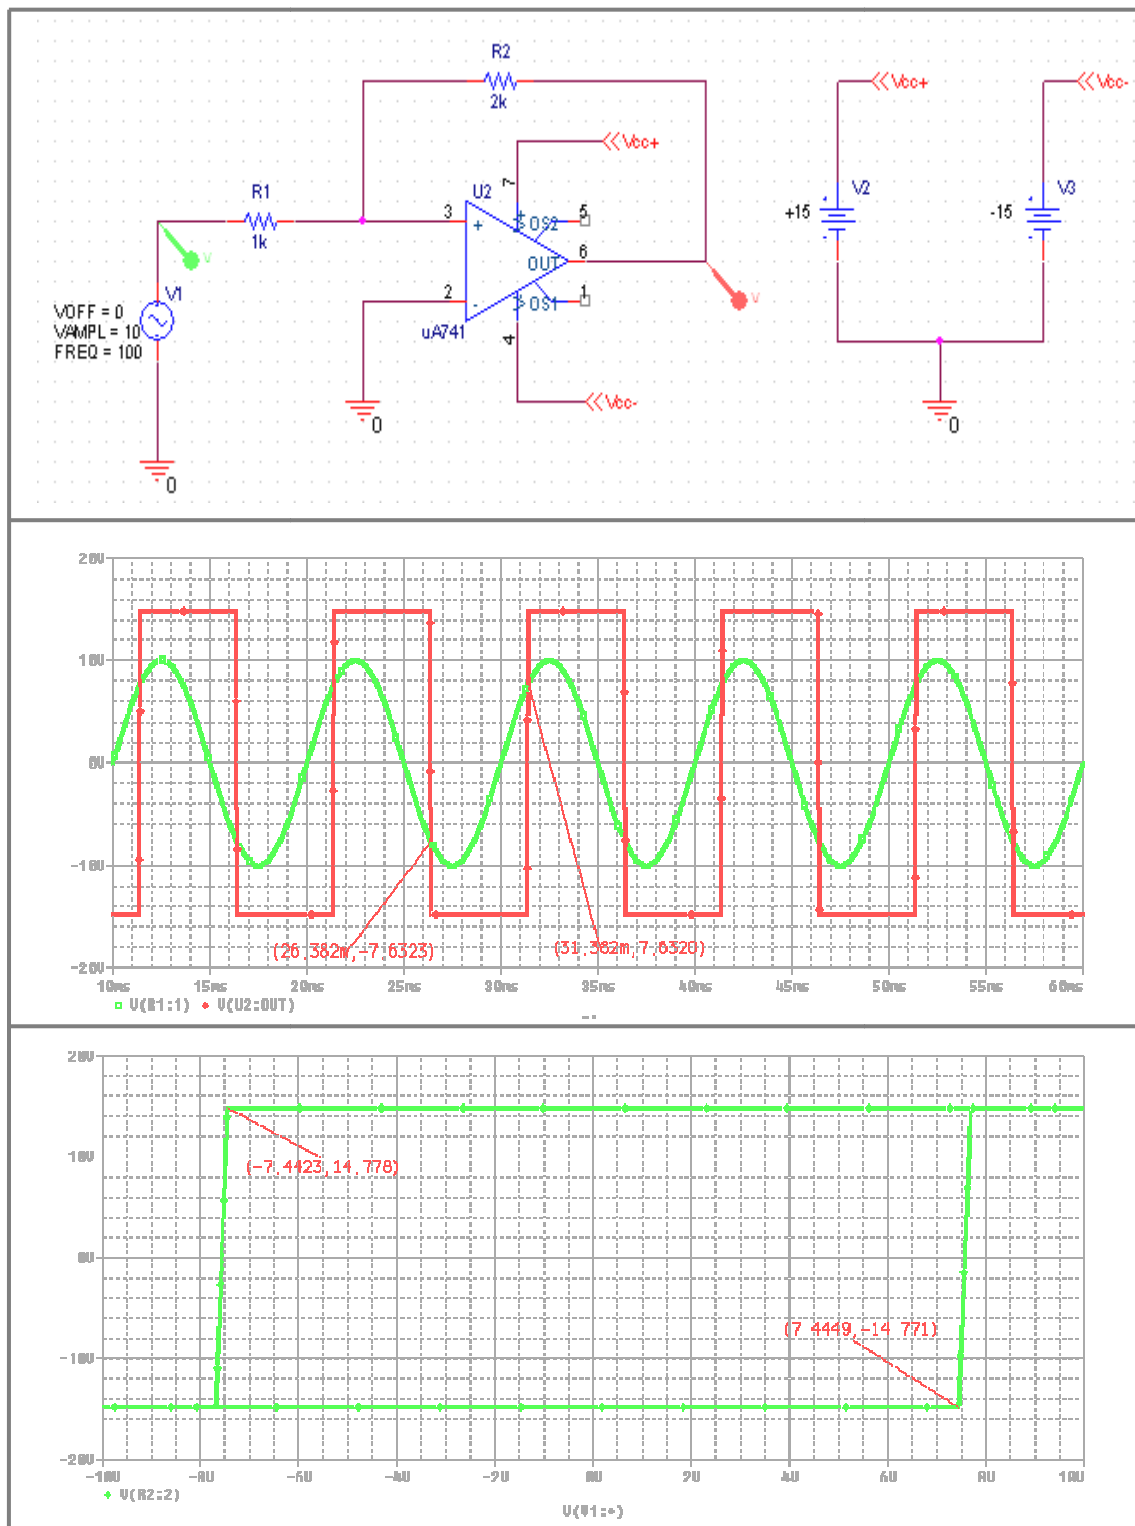 R2
2k
Vcc+
Vcc-
Vcc+
R1
1k
U2
7
V2
V3
3
+
5
OS2
+15
-15
6
OUT
V
V
V1
2
-
1
OS1
VOFF = 0
VAMPL = 10
FREQ = 100
uA741
4
Vcc-
0
0
0
20V
10V
0V
-10V
-20V
(26.382m,-7.6323)
(31.382m,7.6320)
10ms 15ms 20ms 25ms 30ms 35ms 40ms 45ms 50ms 55ms 60ms
V(R1:1) V(U2:OUT)
20V
10V
0V
-10V
-20V
(-7.4423,14.778)
(7.4449,-14.771)
-10V -8V -6V -4V -2V 0V 2V 4V 6V 8V 10V
V(R2:2)
V(V1:+)